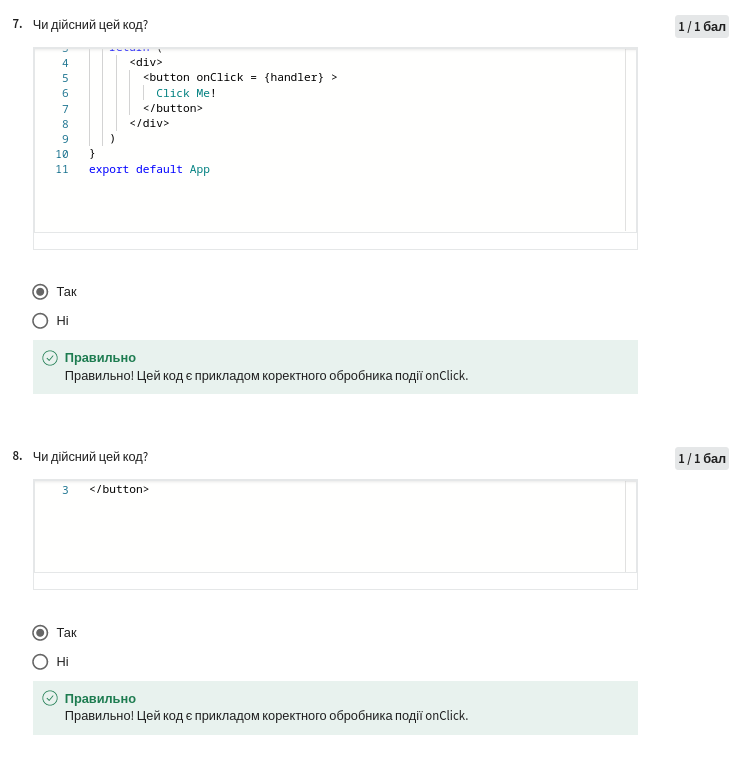 7. Чи дійсний цей код?
1 / 1 бал
3 return (
4 <div>
5 <button onClick = {handler} >
6 Click Me!
7 </button>
8 </div>
9 )
10 }
11 export default App
Так
Ні
Правильно
Правильно! Цей код є прикладом коректного обробника події onClick.
8. Чи дійсний цей код?
1 / 1 бал
3 </button>
Так
Ні
Правильно
Правильно! Цей код є прикладом коректного обробника події onClick.